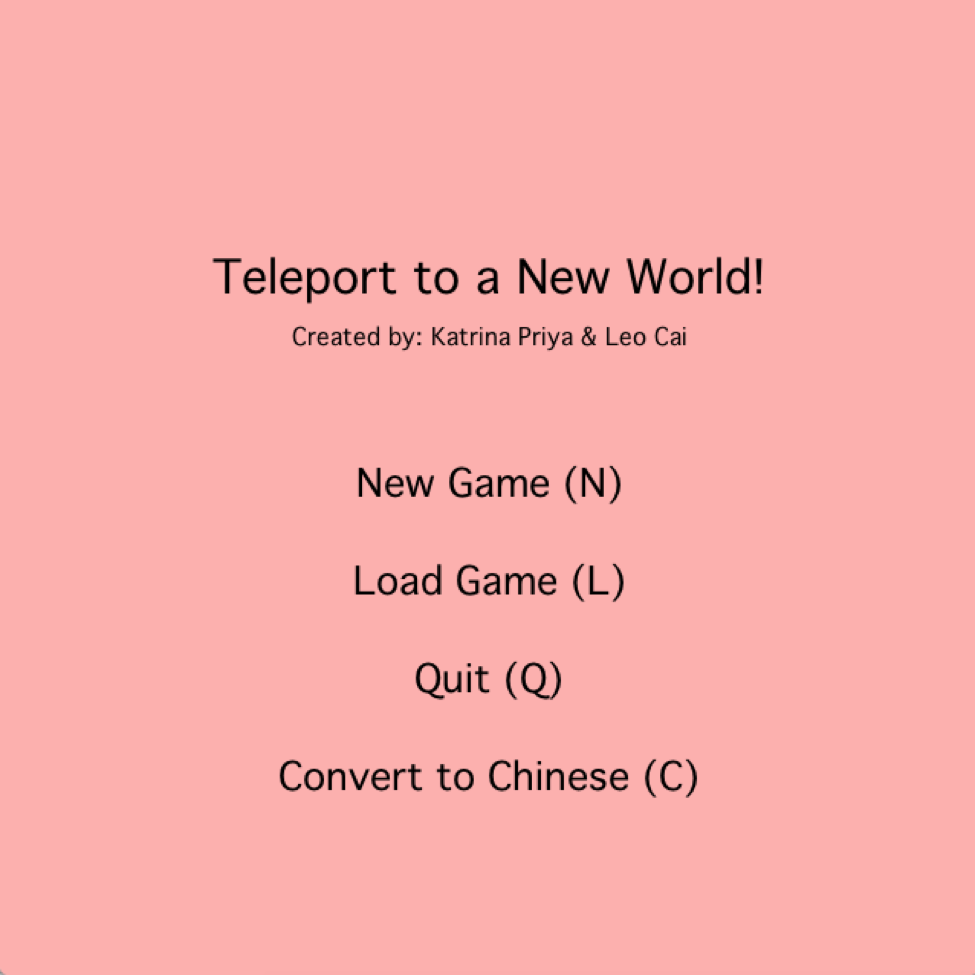 Teleport to a New World!
Created by: Katrina Priya & Leo Cai
New Game (N)
Load Game (L)
Quit (Q)
Convert to Chinese (C)